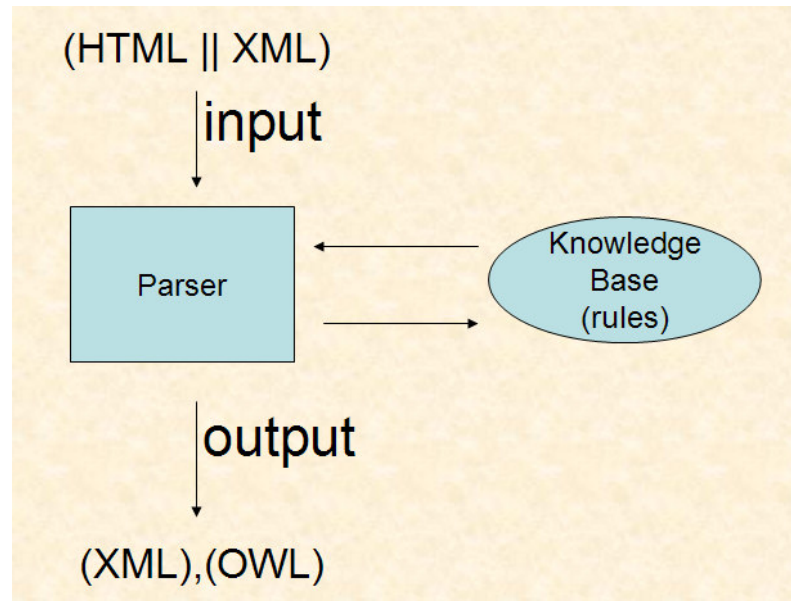 (HTML || XML)
input
Parser
Knowledge
Base
(rules)
output
(XML),(OWL)